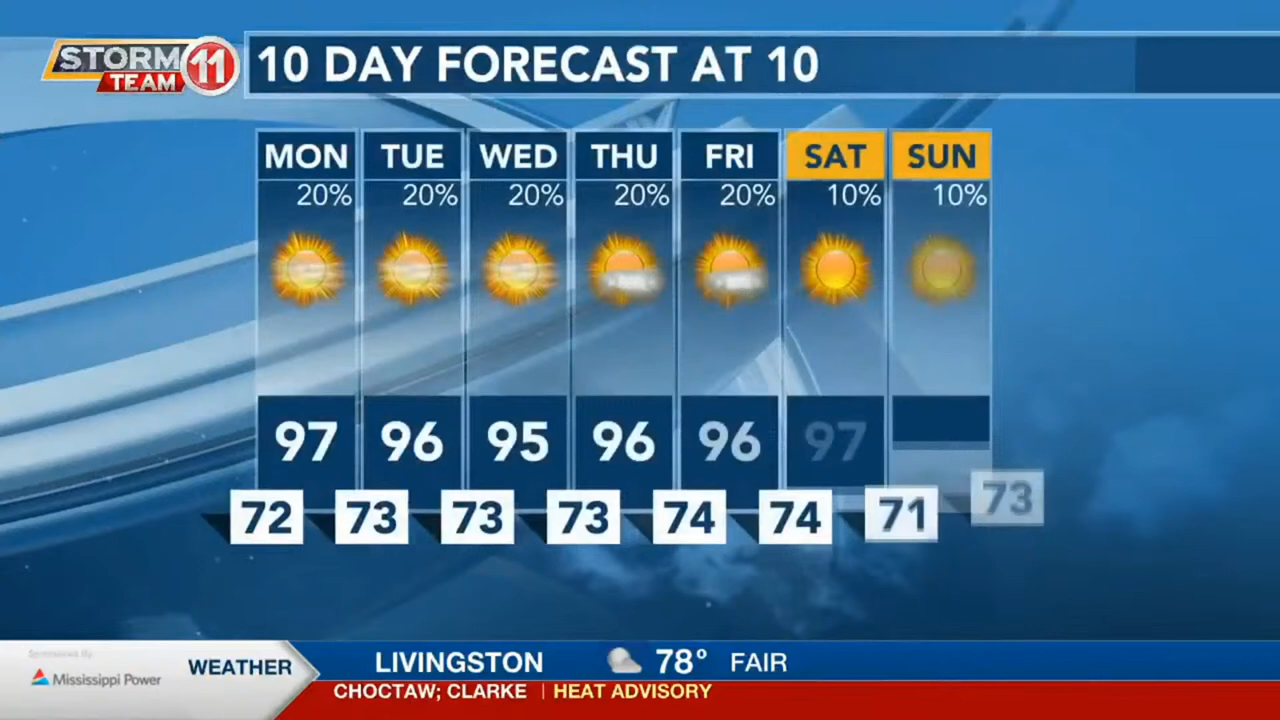 STORM
TEAM
11
10 DAY FORECAST AT 10
MON TUE WED THU FRI SAT SUN
20% 20% 20% 20% 20% 10% 10%
97 96 95 96 96 97
72 73 73 73 74 74 71 73
Sponsored By
Mississippi Power
WEATHER
LIVINGSTON 78° FAIR
CHOCTAW; CLARKE | HEAT ADVISORY